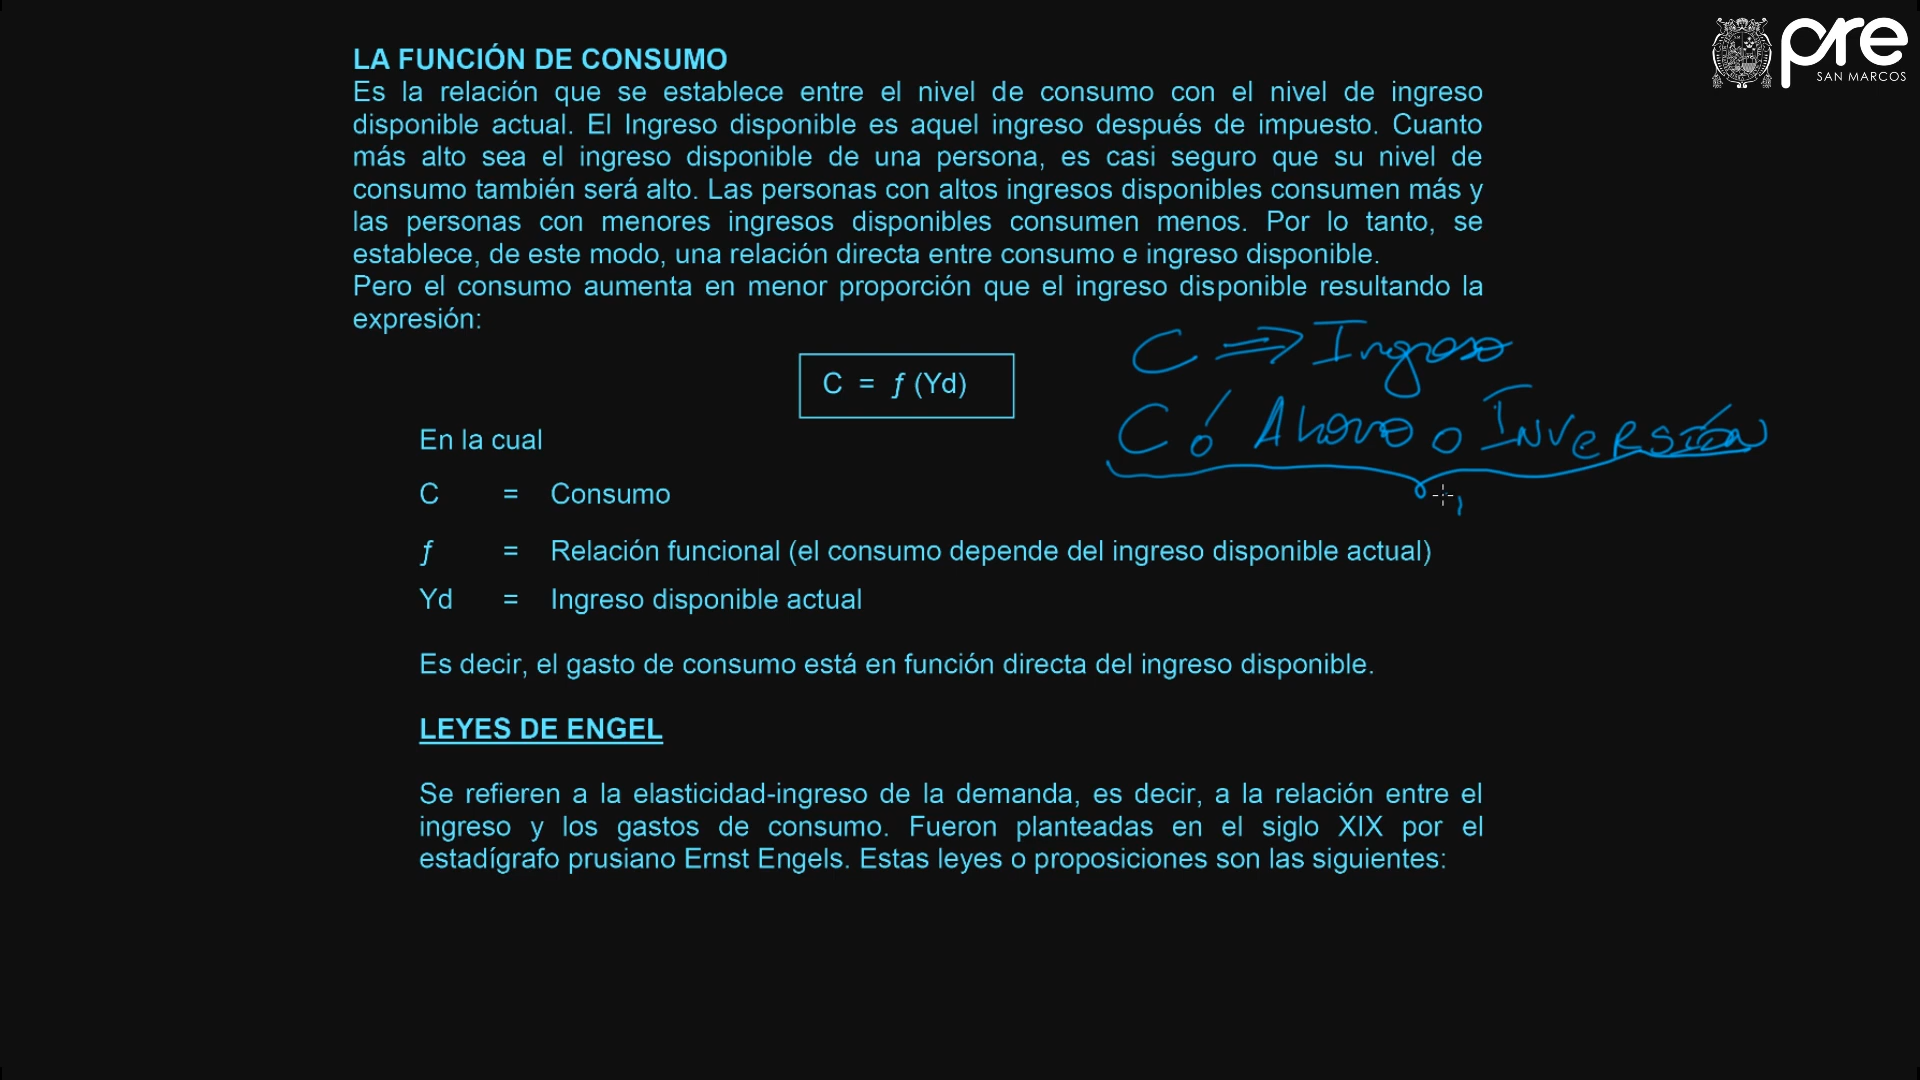 pre
SAN MARCOS
LA FUNCIÓN DE CONSUMO
Es la relación que se establece entre el nivel de consumo con el nivel de ingreso
disponible actual. El Ingreso disponible es aquel ingreso después de impuesto. Cuanto
más alto sea el ingreso disponible de una persona, es casi seguro que su nivel de
consumo también será alto. Las personas con altos ingresos disponibles consumen más y
las personas con menores ingresos disponibles consumen menos. Por lo tanto, se
establece, de este modo, una relación directa entre consumo e ingreso disponible.
Pero el consumo aumenta en menor proporción que el ingreso disponible resultando la
expresión:
C ⇒ Ingreso
C = ƒ (Yd)
C ó Ahorro o INVERSIÓN
En la cual
C = Consumo
ƒ = Relación funcional (el consumo depende del ingreso disponible actual)
Yd = Ingreso disponible actual
Es decir, el gasto de consumo está en función directa del ingreso disponible.
LEYES DE ENGEL
Se refieren a la elasticidad-ingreso de la demanda, es decir, a la relación entre el
ingreso y los gastos de consumo. Fueron planteadas en el siglo XIX por el
estadígrafo prusiano Ernst Engels. Estas leyes o proposiciones son las siguientes: